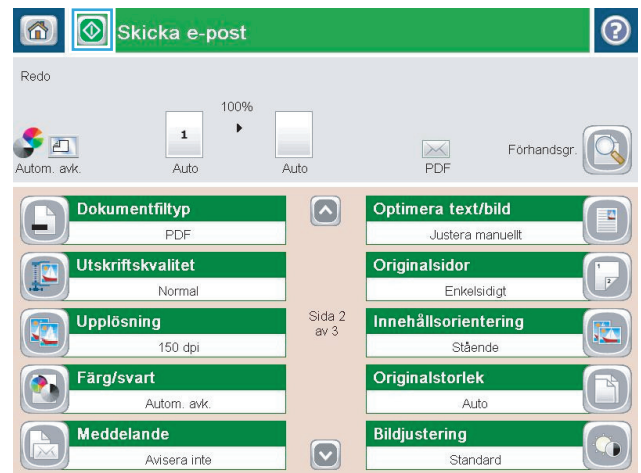 Skicka e-post
?
Redo
100%
1
Autom. avk.
Auto
Auto
PDF
Förhandsgr.
Dokumentfiltyp
PDF
Utskriftskvalitet
Normal
Upplösning
150 dpi
Färg/svart
Autom. avk.
Meddelande
Avisera inte
Sida 2
av 3
Optimera text/bild
Justera manuellt
Originalsidor
1
2
Enkelsidigt
Innehållsorientering
Stående
Originalstorlek
Auto
Bildjustering
Standard